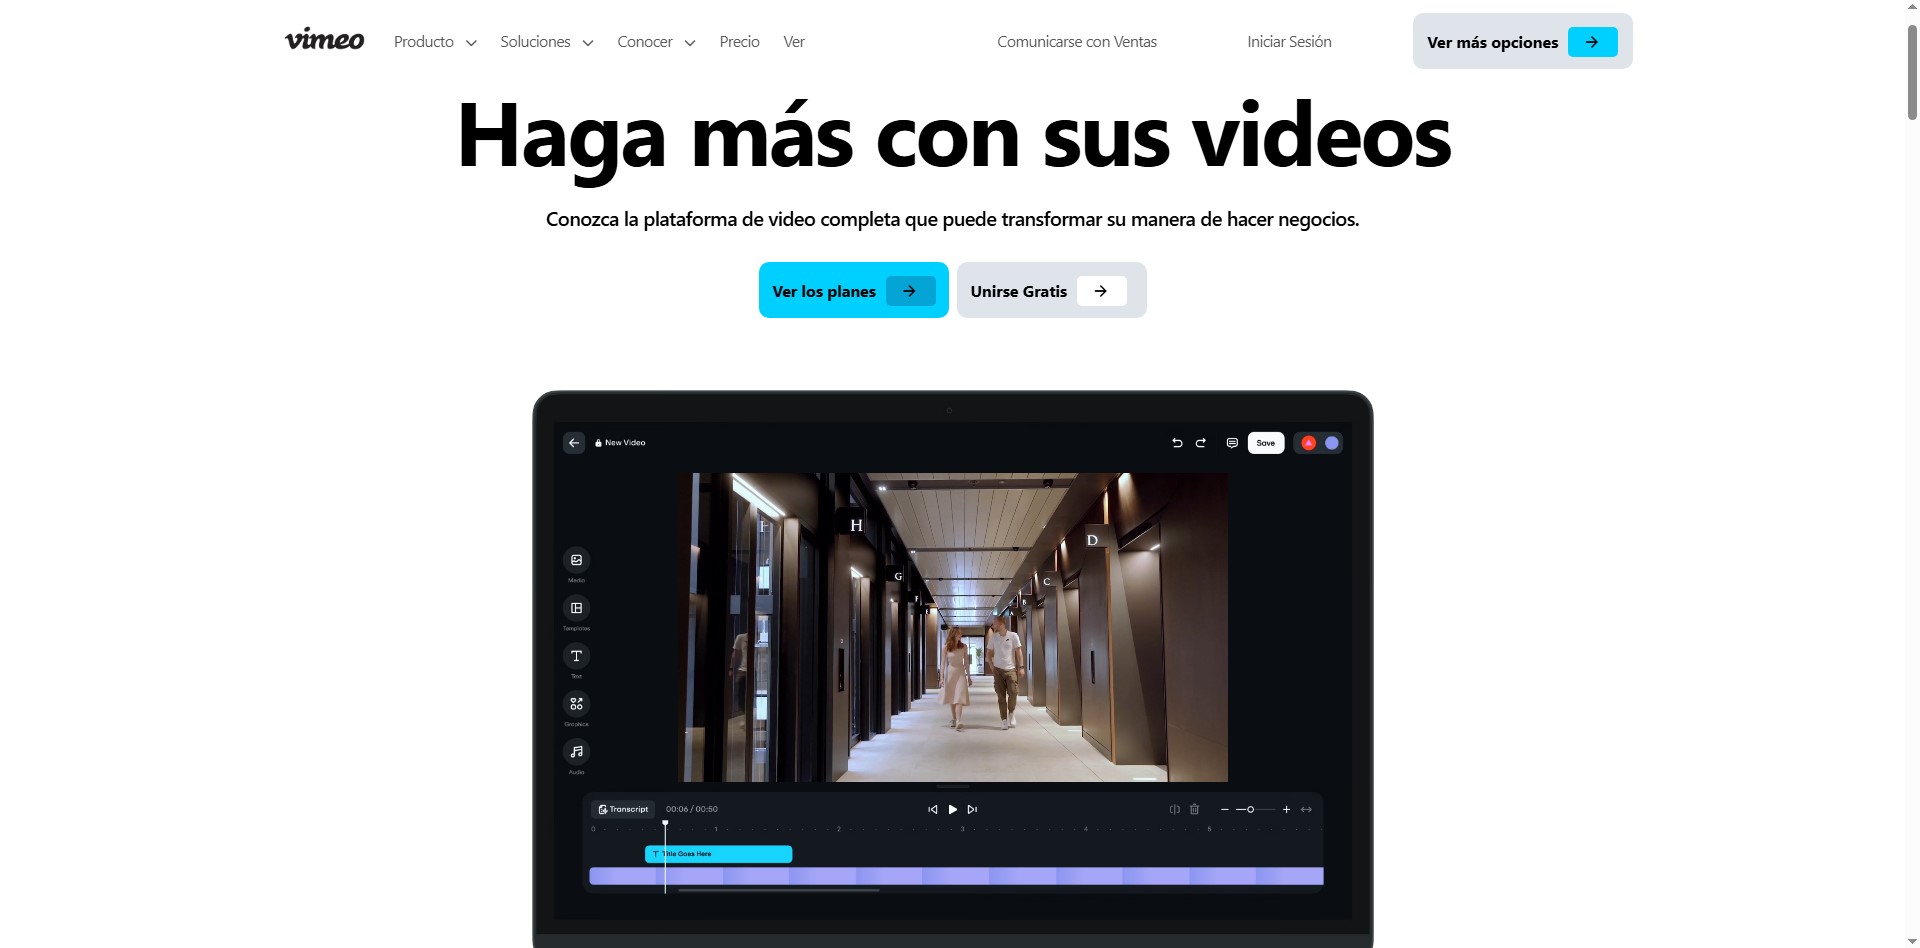 vimeo Producto Soluciones Conocer Precio Ver Comunicarse con Ventas Iniciar Sesión Ver más opciones
Haga más con sus videos
Conozca la plataforma de video completa que puede transformar su manera de hacer negocios.
Ver los planes Unirse Gratis
New Video Save
H
D
G
C
F
Media
Templates
Text
Graphics
Audio
Transcript 00:06 / 00:50
0 1 2 3 4 5
T Title Goes Here